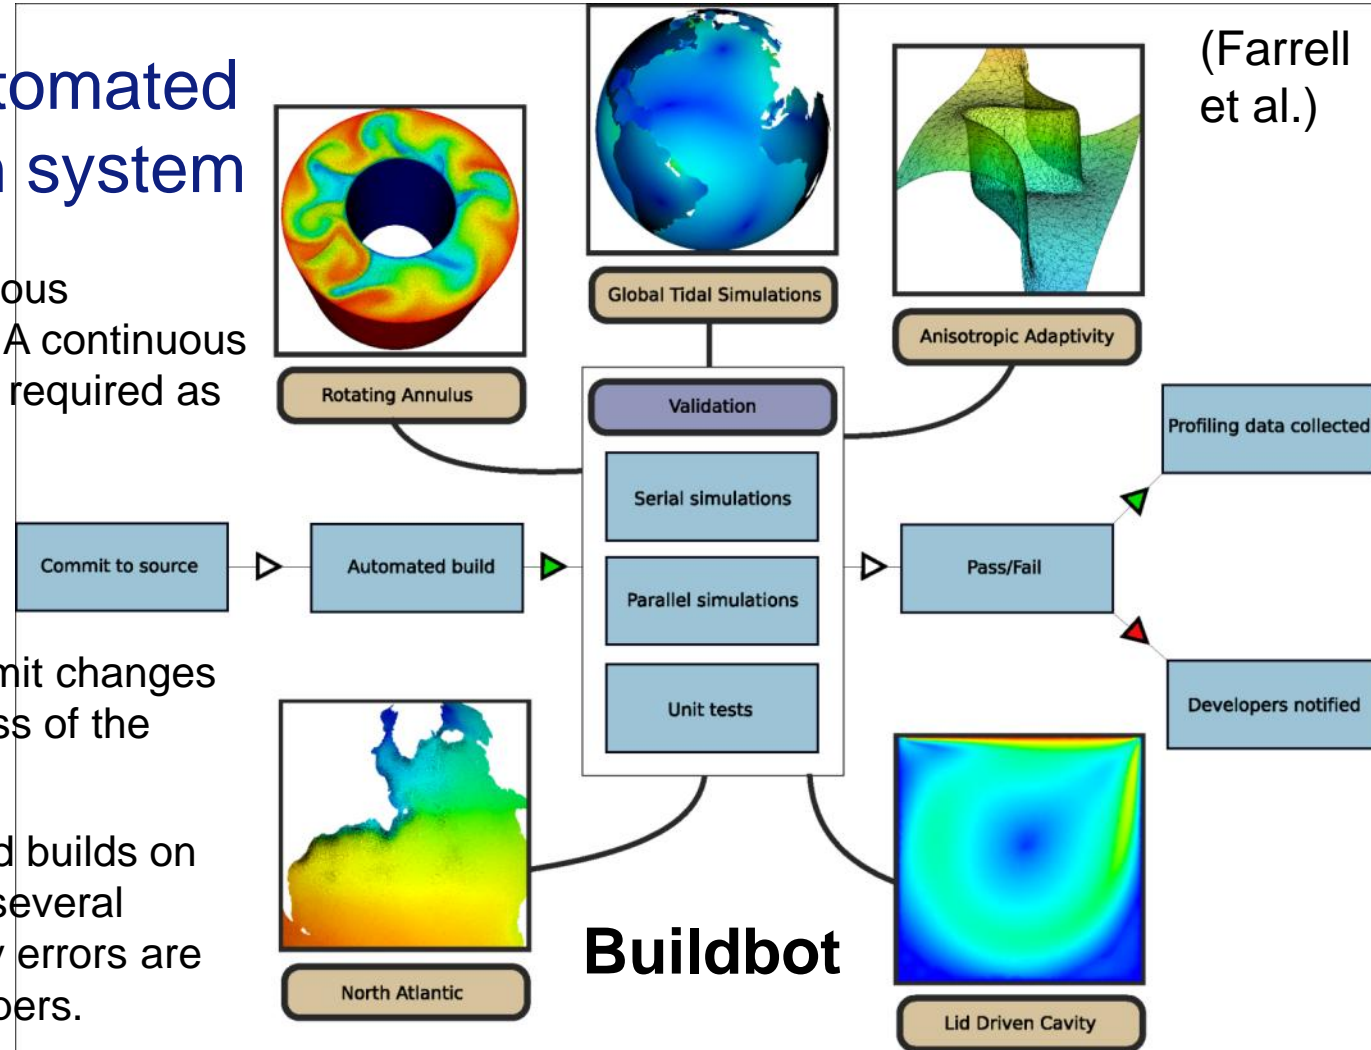 tomated
n system
ous
A continuous
required as
mit changes
ss of the
d builds on
several
y errors are
pers.
(Farrell
et al.)
Global Tidal Simulations
Anisotropic Adaptivity
Rotating Annulus
Validation
Serial simulations
Parallel simulations
Unit tests
Commit to source
Automated build
Pass/Fail
Profiling data collected
Developers notified
North Atlantic
Buildbot
Lid Driven Cavity